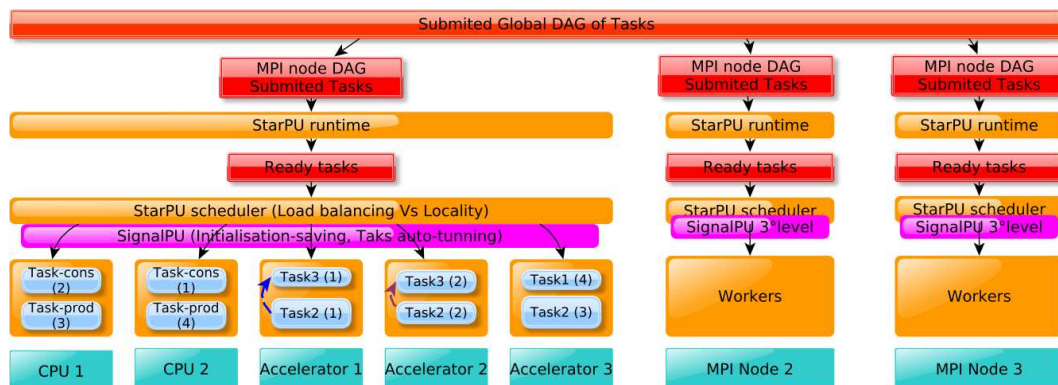 Submited Global DAG of Tasks
MPI node DAG
Submited Tasks
MPI node DAG
Submited Tasks
MPI node DAG
Submited Tasks
StarPU runtime
StarPU runtime
StarPU runtime
Ready tasks
Ready tasks
Ready tasks
StarPU scheduler (Load balancing Vs Locality)
StarPU scheduler
StarPU scheduler
SignalPU (Initialisation-saving, Taks auto-tunning)
SignalPU 3°level
SignalPU 3°level
Task-cons
(2)
Task-prod
(3)
Task-cons
(1)
Task-prod
(4)
Task3 (1)
Task2 (1)
Task3 (2)
Task2 (2)
Task1 (4)
Task2 (3)
Workers
Workers
CPU 1
CPU 2
Accelerator 1
Accelerator 2
Accelerator 3
MPI Node 2
MPI Node 3